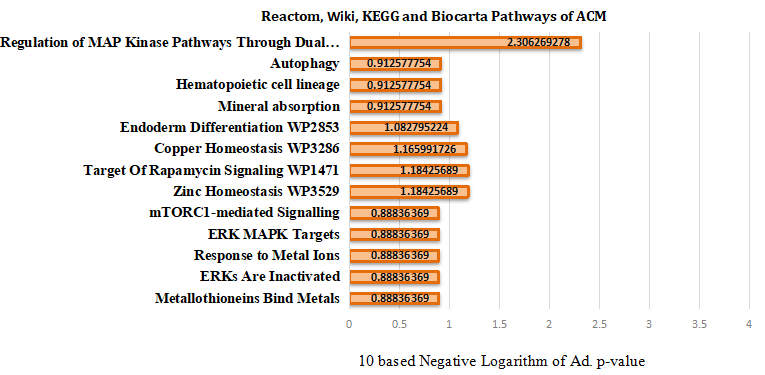 Reactom, Wiki, KEGG and Biocarta Pathways of ACM
Regulation of MAP Kinase Pathways Through Dual… 2.306269278
Autophagy 0.912577754
Hematopoietic cell lineage 0.912577754
Mineral absorption 0.912577754
Endoderm Differentiation WP2853 1.082795224
Copper Homeostasis WP3286 1.165991726
Target Of Rapamycin Signaling WP1471 1.18425689
Zinc Homeostasis WP3529 1.18425689
mTORC1-mediated Signalling 0.88836369
ERK MAPK Targets 0.88836369
Response to Metal Ions 0.88836369
ERKs Are Inactivated 0.88836369
Metallothioneins Bind Metals 0.88836369
0 0.5 1 1.5 2 2.5 3 3.5 4
10 based Negative Logarithm of Ad. p-value